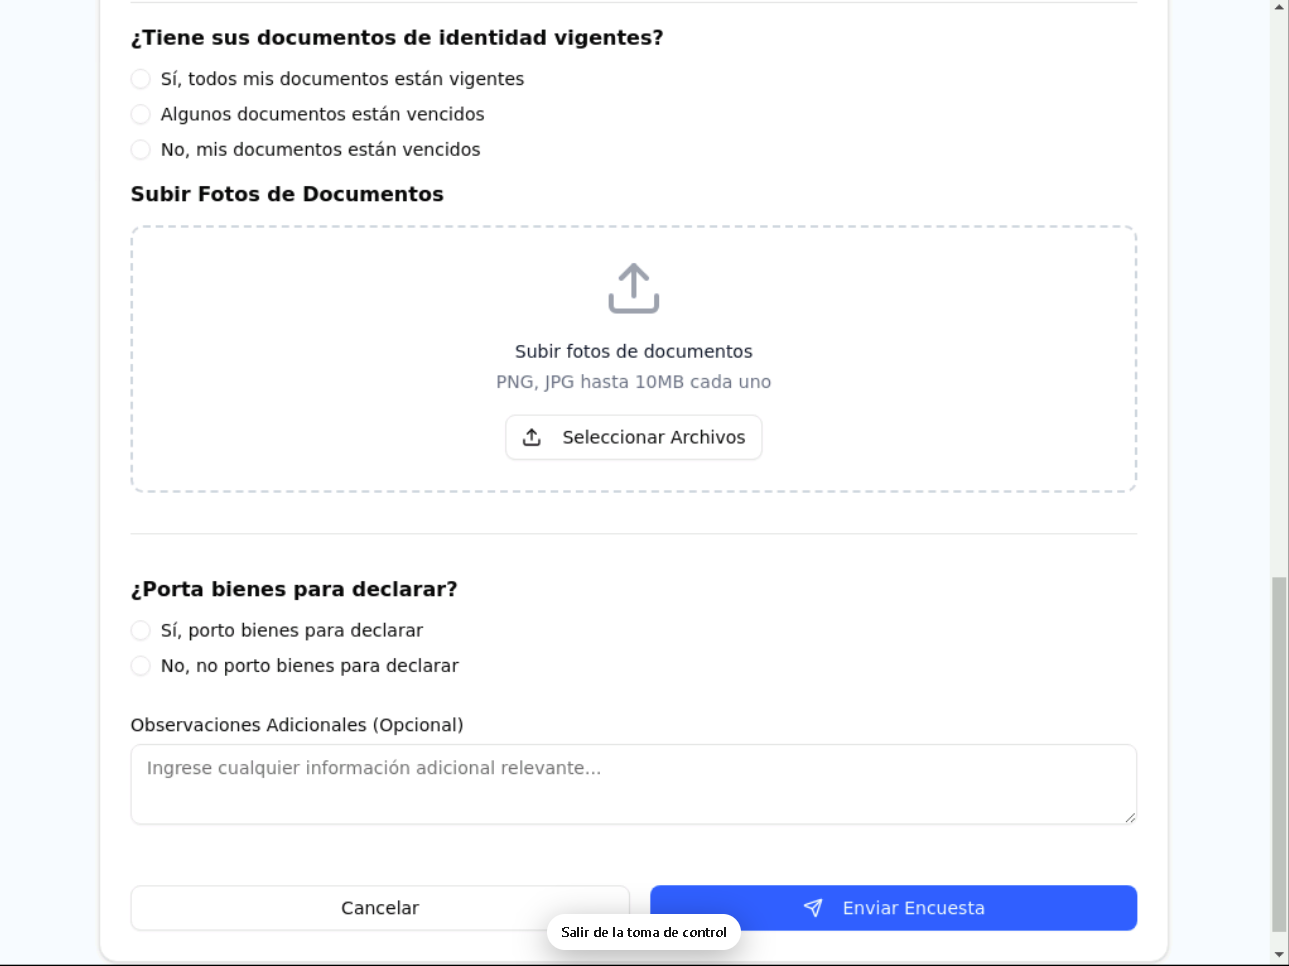 ¿Tiene sus documentos de identidad vigentes?
Sí, todos mis documentos están vigentes
Algunos documentos están vencidos
No, mis documentos están vencidos
Subir Fotos de Documentos
Subir fotos de documentos
PNG, JPG hasta 10MB cada uno
Seleccionar Archivos
¿Porta bienes para declarar?
Sí, porto bienes para declarar
No, no porto bienes para declarar
Observaciones Adicionales (Opcional)
Ingrese cualquier información adicional relevante...
Cancelar
Enviar Encuesta
Salir de la toma de control